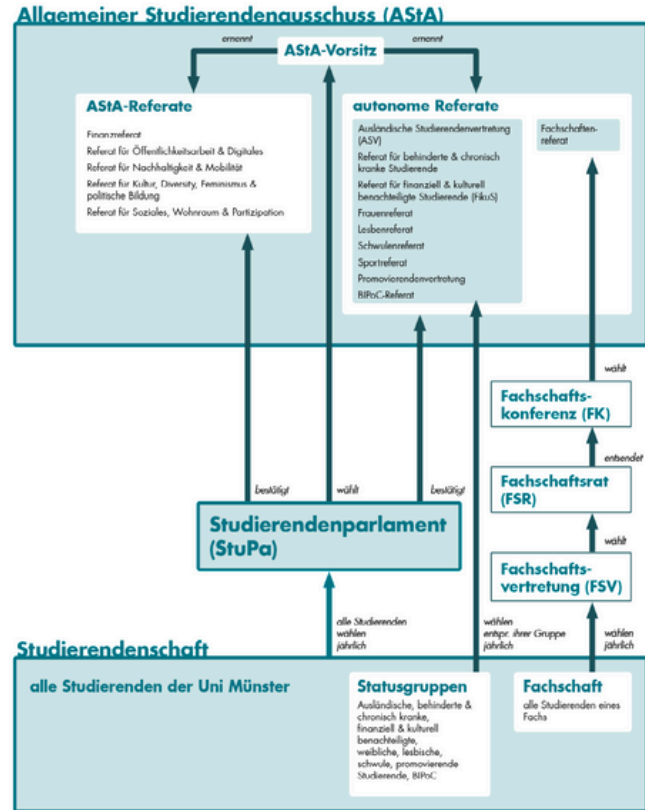 Allgemeiner Studierendenausschuss (AStA)
ernennt
AStA-Vorsitz
ernennt
AStA-Referate
Finanzreferat
Referat für Öffentlichkeitsarbeit & Digitales
Referat für Nachhaltigkeit & Mobilität
Referat für Kultur, Diversity, Feminismus &
politische Bildung
Referat für Soziales, Wohnraum & Partizipation
autonome Referate
Ausländische Studierendenvertretung
(ASV)
Referat für behinderte & chronisch
kranke Studierende
Referat für finanziell & kulturell
benachteiligte Studierende (FikuS)
Frauenreferat
Lesbenreferat
Schwulenreferat
Sportreferat
Promovierendenvertretung
BIPoC-Referat
Fachschaften-
referat
wählt
Fachschafts-
konferenz (FK)
entsendet
Fachschaftsrat
(FSR)
wählt
Fachschafts-
vertretung (FSV)
bestätigt
wählt
bestätigt
Studierendenparlament
(StuPa)
alle Studierenden
wählen
jährlich
wählen
entspr. ihrer Gruppe
jährlich
wählen
jährlich
Studierendenschaft
alle Studierenden der Uni Münster
Statusgruppen
Ausländische, behinderte &
chronisch kranke,
finanziell & kulturell
benachteiligte,
weibliche, lesbische,
schwule, promovierende
Studierende, BIPoC
Fachschaft
alle Studierenden eines
Fachs